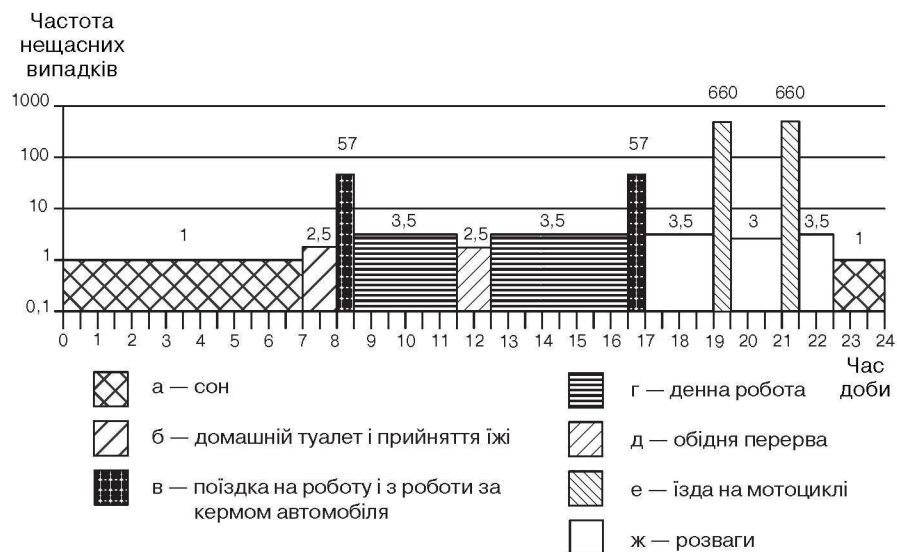 Частота
нещасних
випадків
1000
100
10
1
0,1
660 660
57 57
1 2,5 3,5 2,5 3,5 3,5 3 3,5 1
0 1 2 3 4 5 6 7 8 9 10 11 12 13 14 15 16 17 18 19 20 21 22 23 24
Час
доби
а — сон
б — домашній туалет і прийняття їжі
в — поїздка на роботу і з роботи за
кермом автомобіля
г — денна робота
д — обідня перерва
е — їзда на мотоциклі
ж — розваги